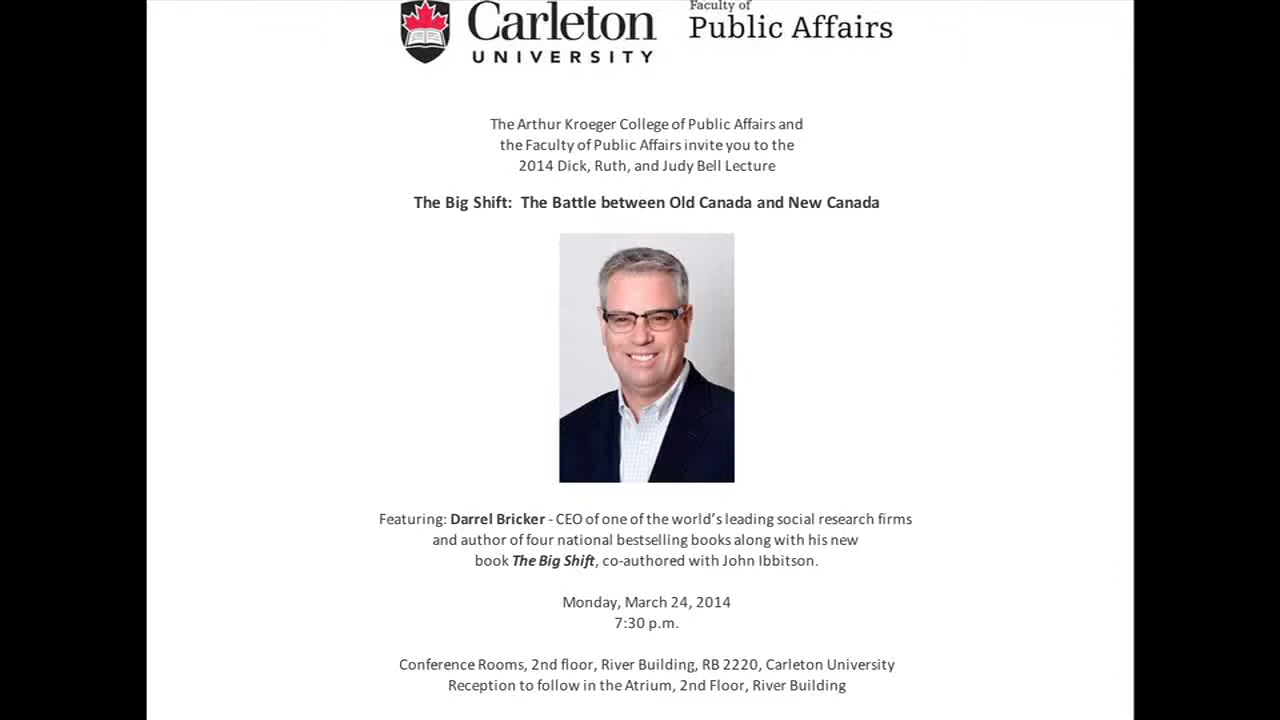 Carleton
UNIVERSITY
Faculty of
Public Affairs
The Arthur Kroeger College of Public Affairs and
the Faculty of Public Affairs invite you to the
2014 Dick, Ruth, and Judy Bell Lecture
The Big Shift:  The Battle between Old Canada and New Canada
Featuring: Darrel Bricker - CEO of one of the world’s leading social research firms
and author of four national bestselling books along with his new
book The Big Shift, co-authored with John Ibbitson.
Monday, March 24, 2014
7:30 p.m.
Conference Rooms, 2nd floor, River Building, RB 2220, Carleton University
Reception to follow in the Atrium, 2nd Floor, River Building